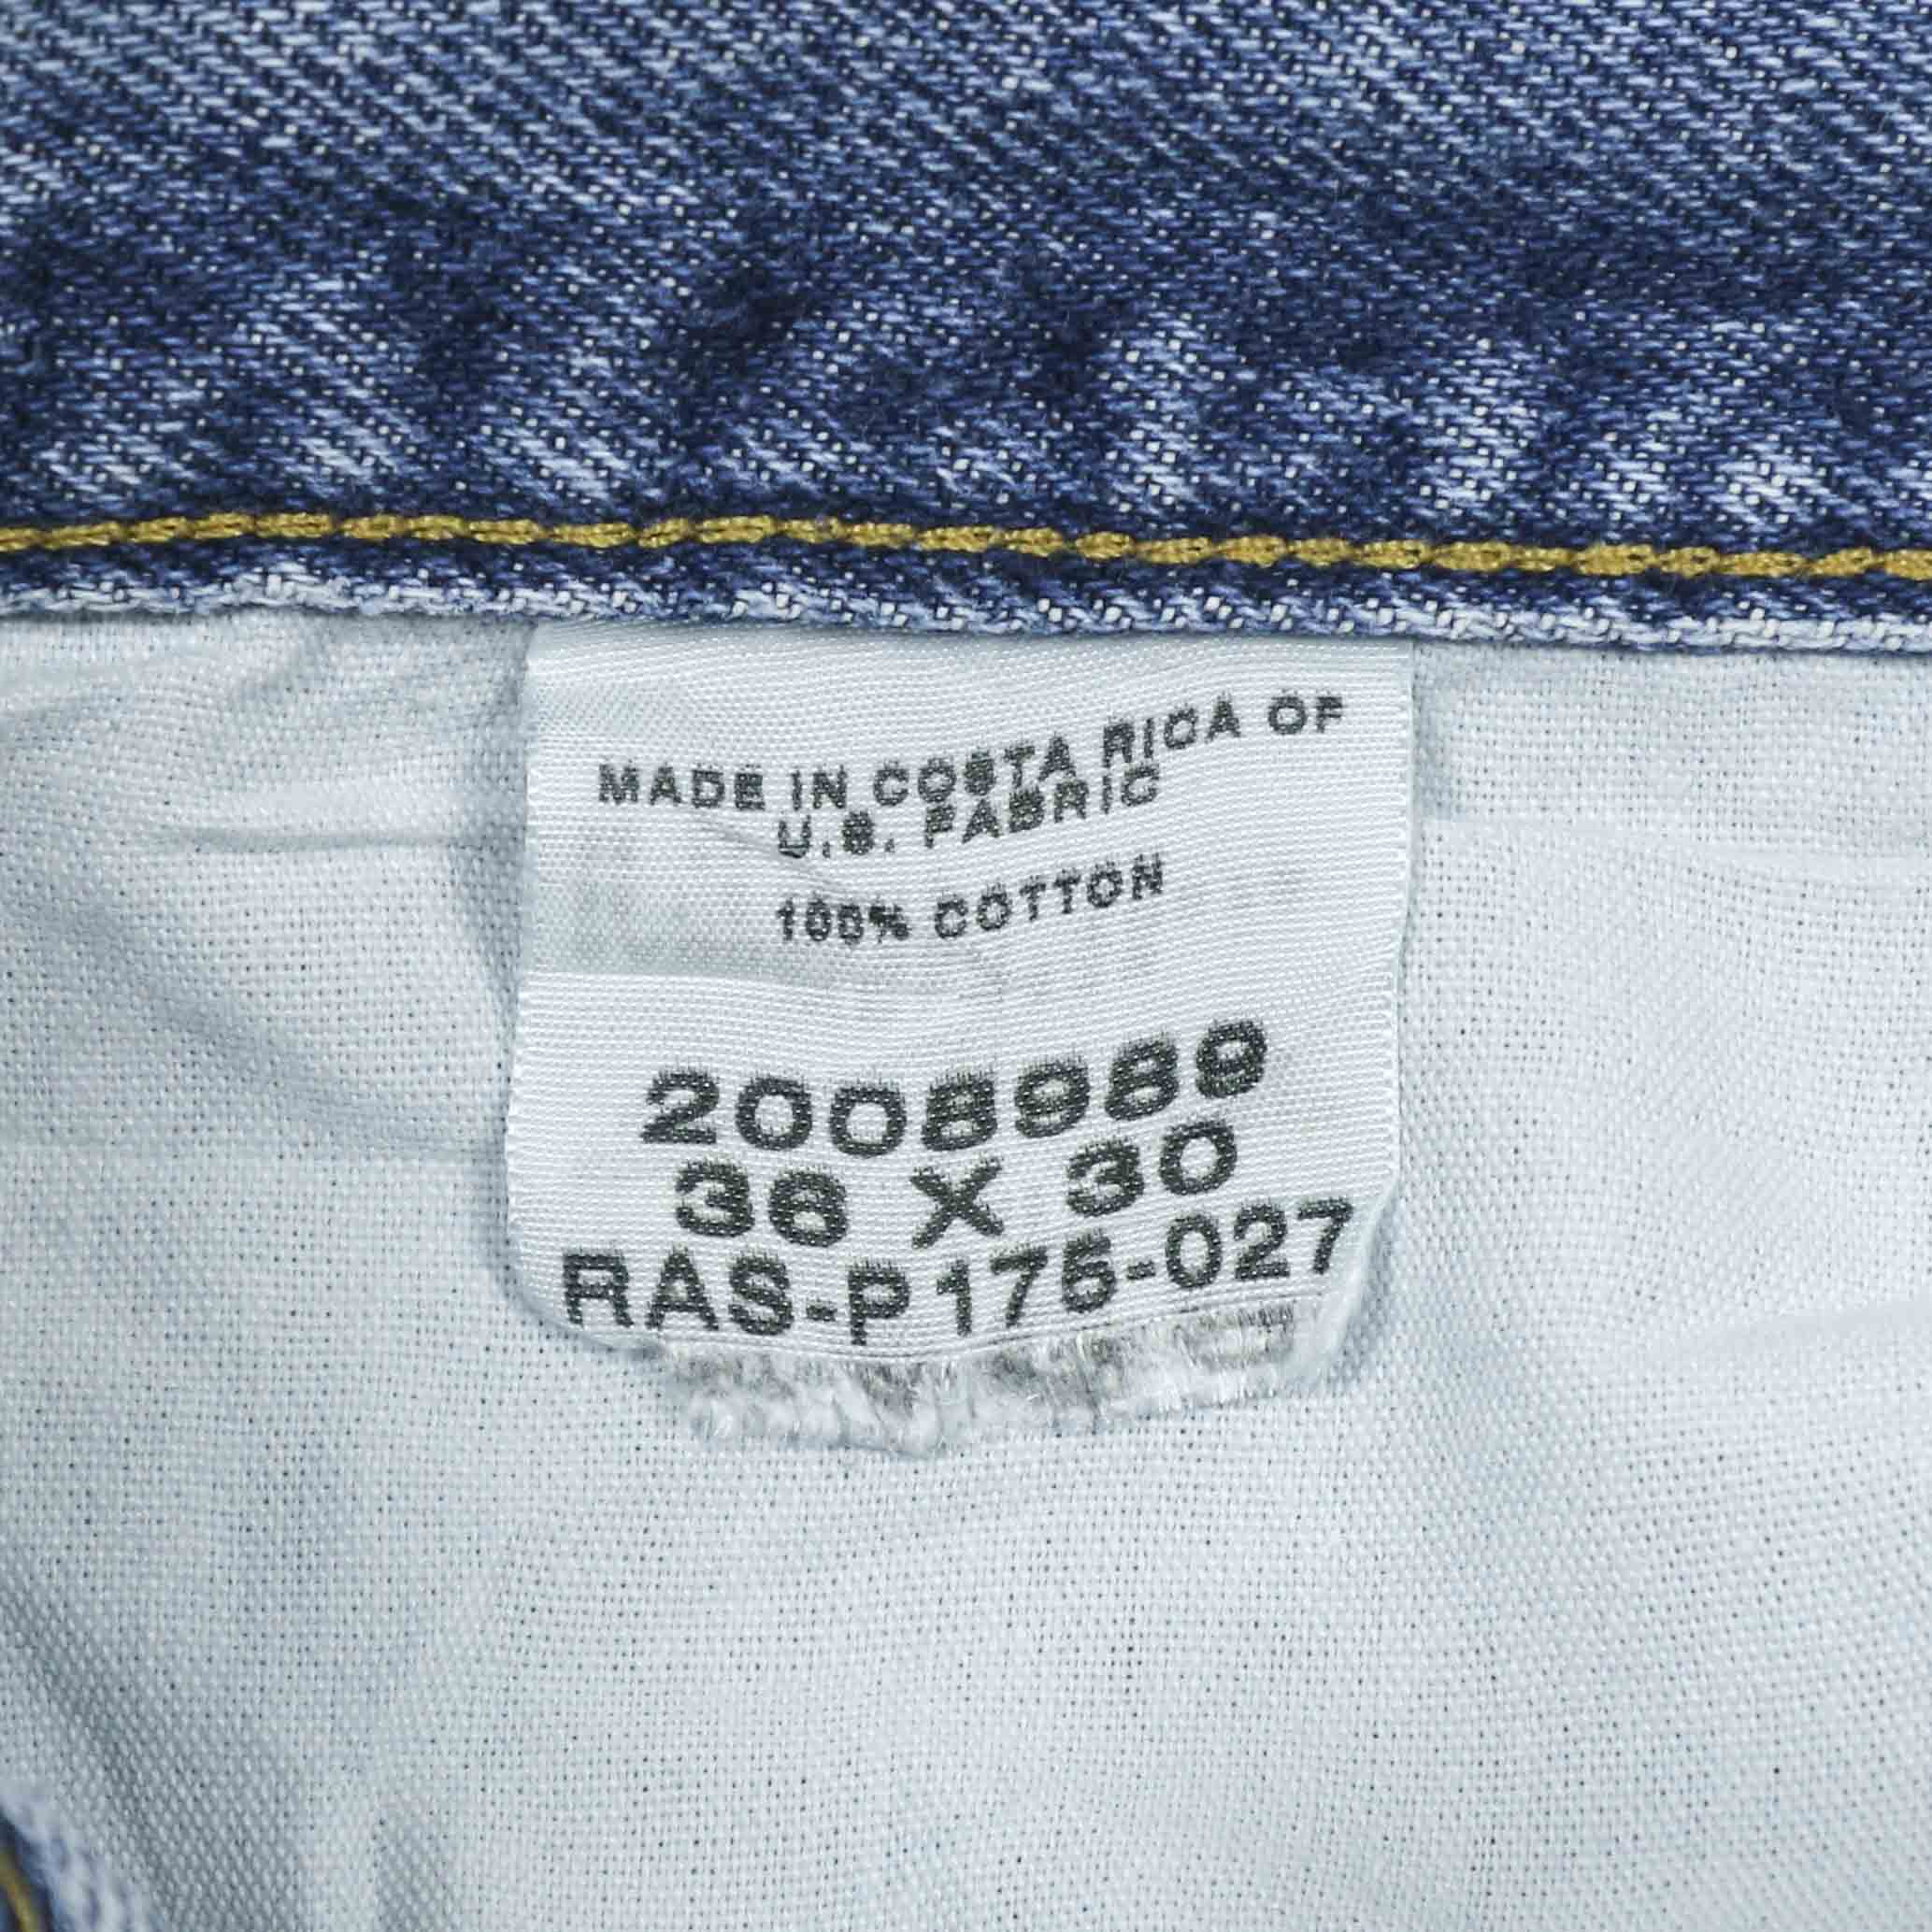 MADE IN COSTA RICA OF
U.S. FABRIC
100% COTTON
2008989
36 X 30
RAS-P175-027